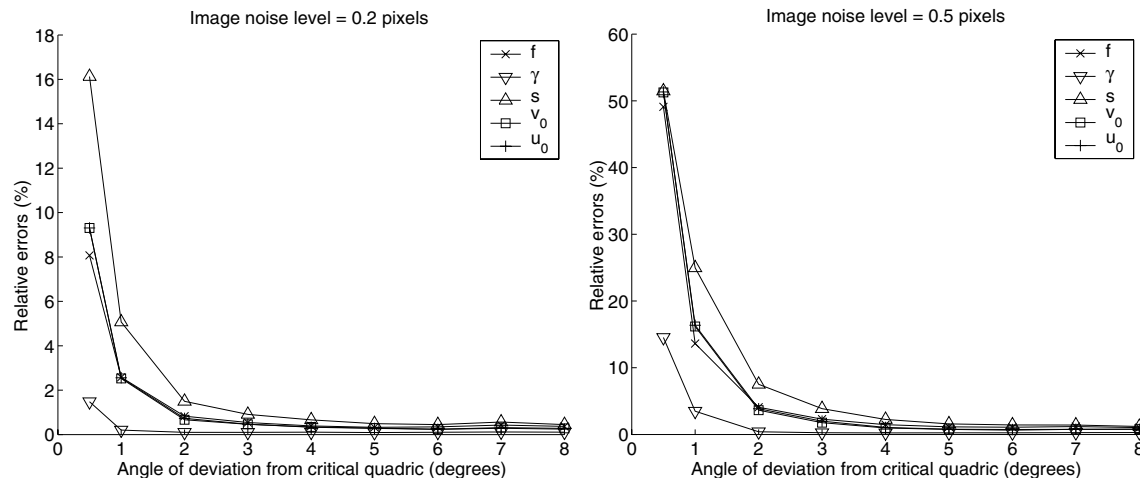 Image noise level = 0.2 pixels
18
16
14
12
10
8
6
4
2
0
Relative errors (%)
f
γ
s
v0
u0
0 1 2 3 4 5 6 7 8
Angle of deviation from critical quadric (degrees)
Image noise level = 0.5 pixels
60
50
40
30
20
10
0
Relative errors (%)
f
γ
s
v0
u0
0 1 2 3 4 5 6 7 8
Angle of deviation from critical quadric (degrees)